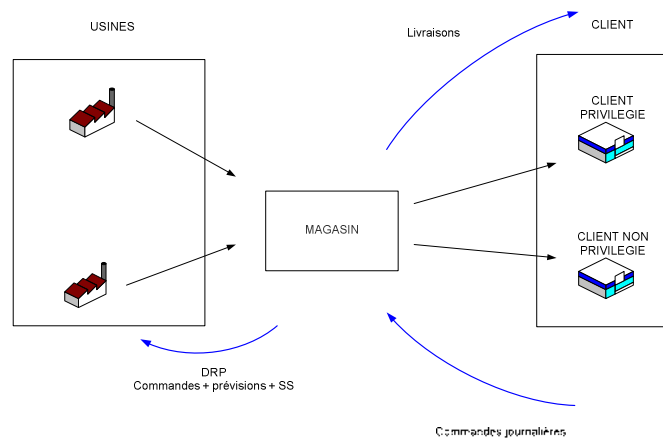 USINES
Livraisons
CLIENT
CLIENT
PRIVILEGIE
MAGASIN
CLIENT NON
PRIVILEGIE
DRP
Commandes + prévisions + SS
Commandes journalières